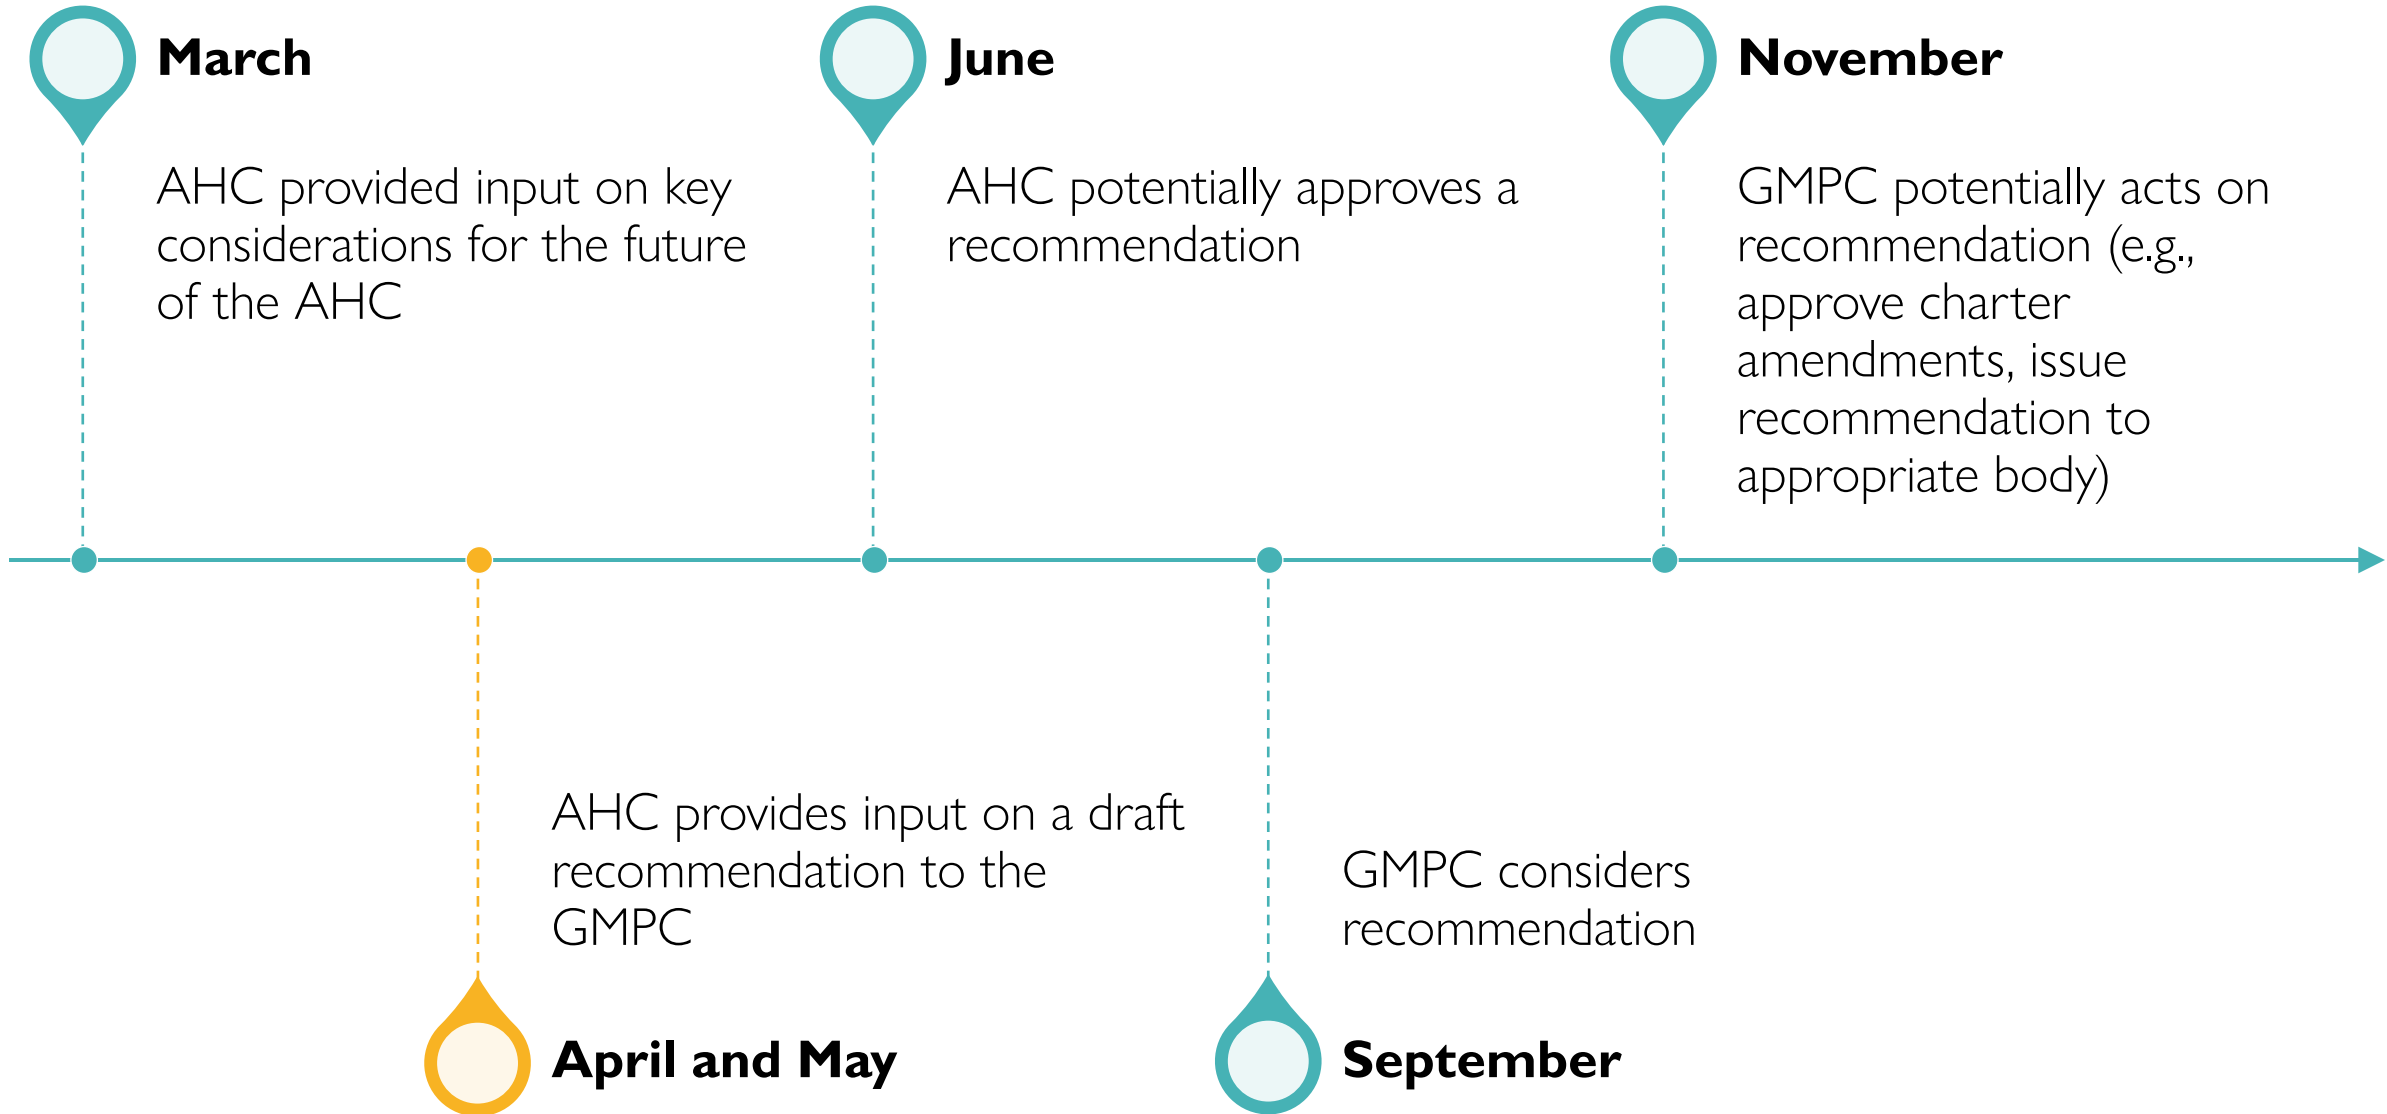 March
AHC provided input on key
considerations for the future
of the AHC
June
AHC potentially approves a
recommendation
November
GMPC potentially acts on
recommendation (e.g.,
approve charter
amendments, issue
recommendation to
appropriate body)
AHC provides input on a draft
recommendation to the
GMPC
April and May
GMPC considers
recommendation
September